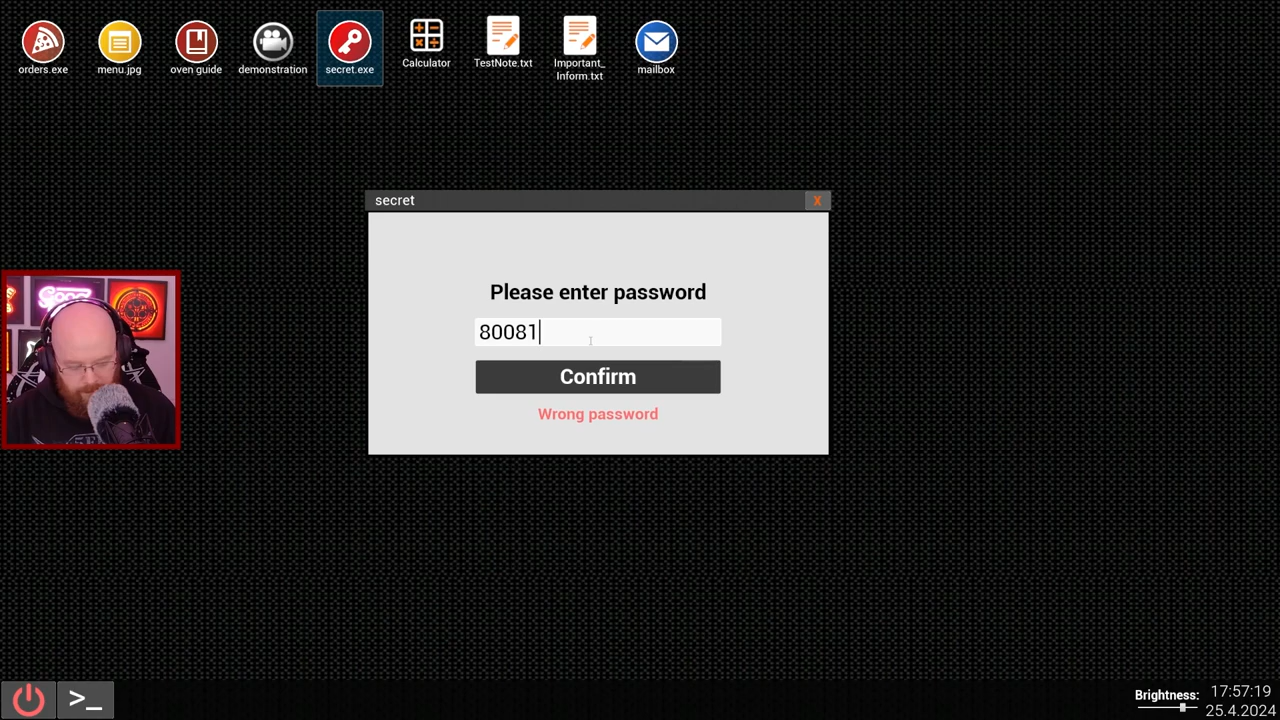 orders.exe
menu.jpg
oven guide
demonstration
secret.exe
Calculator
TestNote.txt
Important_
Inform.txt
mailbox
secret
X
Please enter password
80081
Confirm
Wrong password
>_
Brightness:
17:57:19
25.4.2024